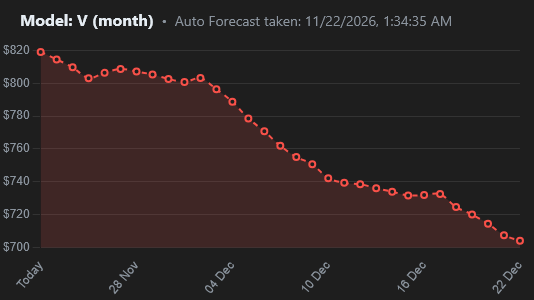 Model: V (month) • Auto Forecast taken: 11/22/2026, 1:34:35 AM
$820
$800
$780
$760
$740
$720
$700
Today
28 Nov
04 Dec
10 Dec
16 Dec
22 Dec